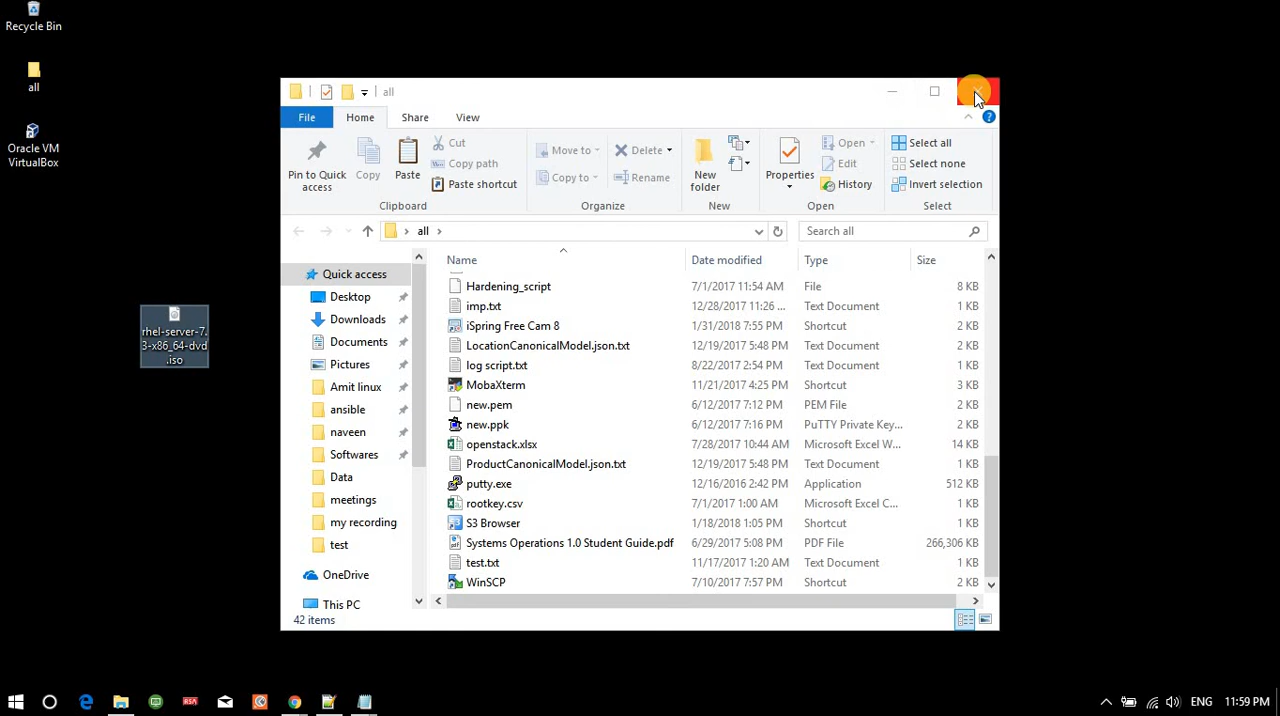 Recycle Bin
all
Oracle VM
VirtualBox
rhel-server-7.
3-x86_64-dvd
.iso
all
File
Home
Share
View
Pin to Quick
access
Copy
Paste
Cut
Copy path
Paste shortcut
Clipboard
Move to
Copy to
Delete
Rename
Organize
New
folder
New
Properties
Open
Edit
History
Open
Select all
Select none
Invert selection
Select
all
Search all
Quick access
Desktop
Downloads
Documents
Pictures
Amit linux
ansible
naveen
Softwares
Data
meetings
my recording
test
OneDrive
This PC
Name Date modified Type Size
Hardening_script 7/1/2017 11:54 AM File 8 KB
imp.txt 12/28/2017 11:26 ... Text Document 1 KB
iSpring Free Cam 8 1/31/2018 7:55 PM Shortcut 2 KB
LocationCanonicalModel.json.txt 12/19/2017 5:48 PM Text Document 1 KB
log script.txt 8/22/2017 2:54 PM Text Document 1 KB
MobaXterm 11/21/2017 4:25 PM Shortcut 3 KB
new.pem 6/12/2017 7:12 PM PEM File 2 KB
new.ppk 6/12/2017 7:16 PM PuTTY Private Key... 2 KB
openstack.xlsx 7/28/2017 10:44 AM Microsoft Excel W... 14 KB
ProductCanonicalModel.json.txt 12/19/2017 5:48 PM Text Document 1 KB
putty.exe 12/16/2016 2:42 PM Application 512 KB
rootkey.csv 7/1/2017 1:00 AM Microsoft Excel C... 1 KB
S3 Browser 1/18/2018 1:05 PM Shortcut 1 KB
Systems Operations 1.0 Student Guide.pdf 6/29/2017 5:08 PM PDF File 266,306 KB
test.txt 11/17/2017 1:20 AM Text Document 1 KB
WinSCP 7/10/2017 7:57 PM Shortcut 2 KB
42 items
RSA
ENG
11:59 PM